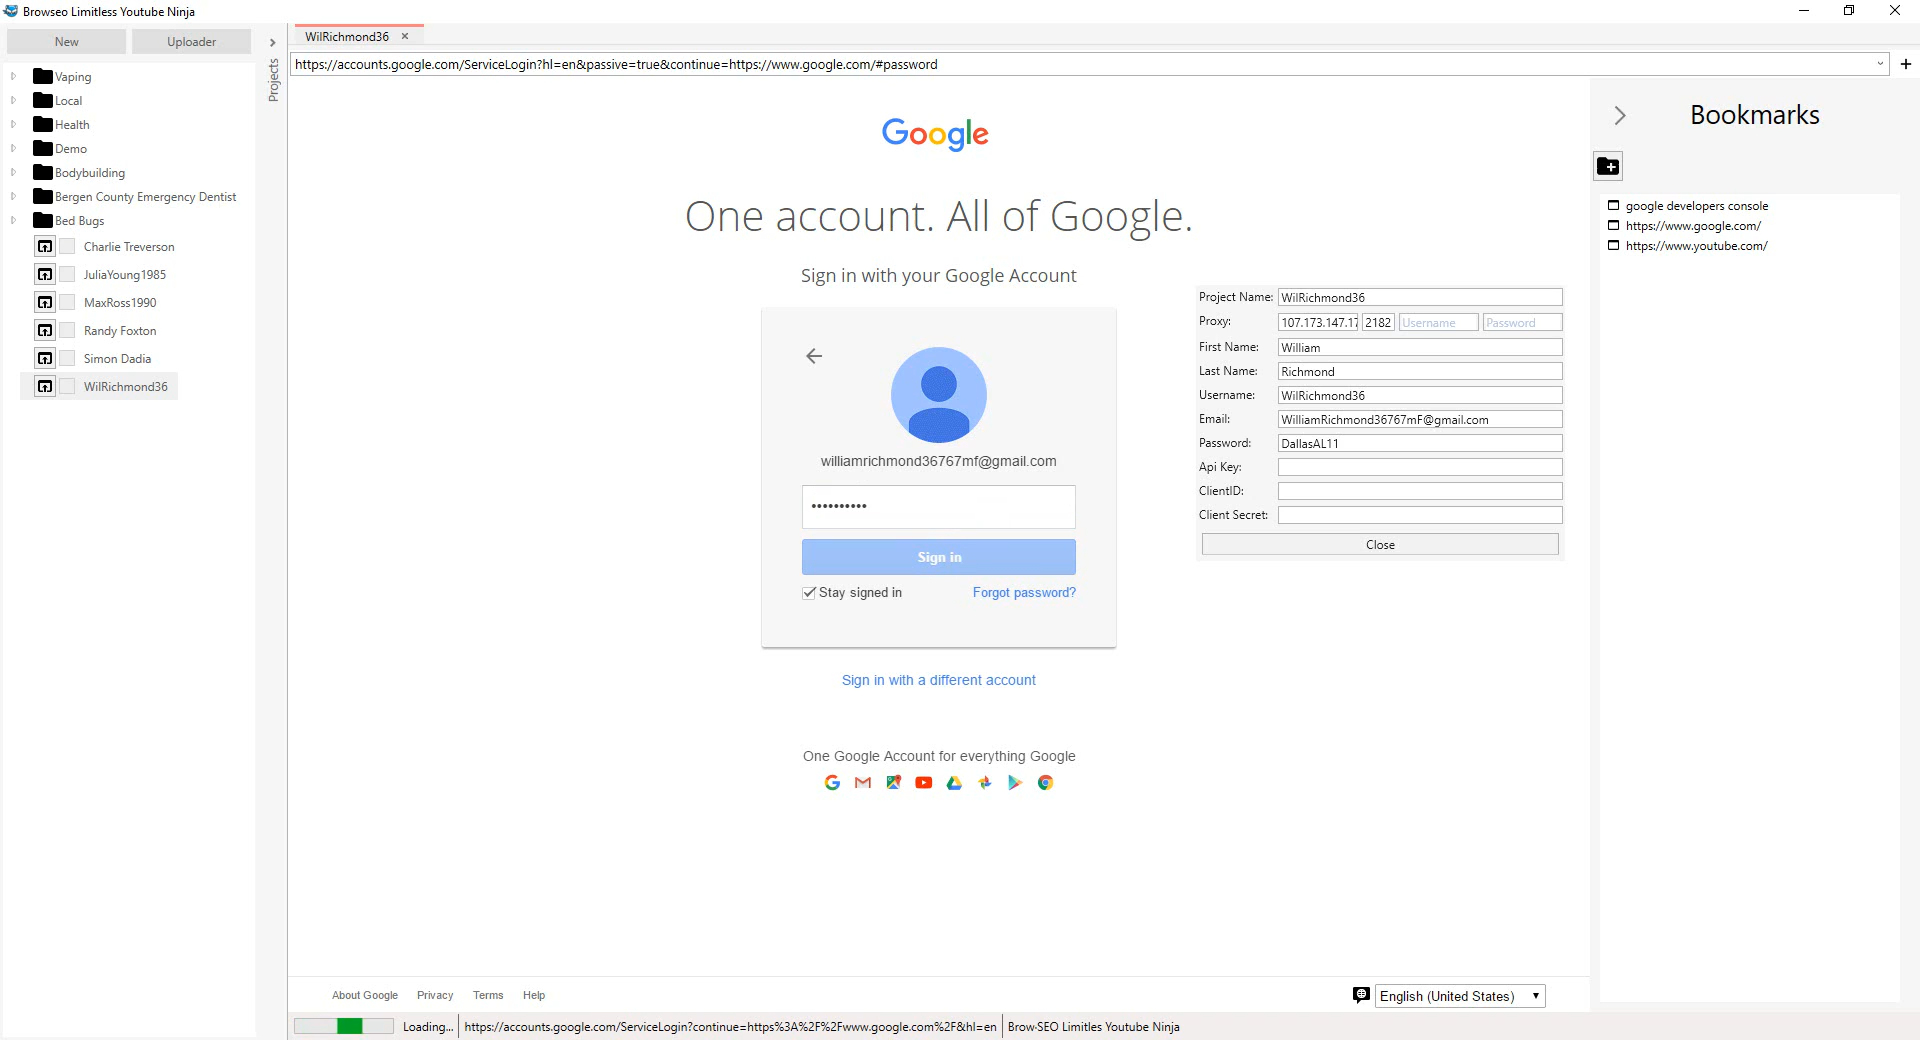 Browseo Limitless Youtube Ninja
New
Uploader
Projects
Vaping
Local
Health
Demo
Bodybuilding
Bergen County Emergency Dentist
Bed Bugs
Charlie Treverson
JuliaYoung1985
MaxRoss1990
Randy Foxton
Simon Dadia
WilRichmond36
WilRichmond36
https://accounts.google.com/ServiceLogin?hl=en&passive=true&continue=https://www.google.com/#password
Google
One account. All of Google.
Sign in with your Google Account
williamrichmond36767mf@gmail.com
••••••••••
Sign in
Stay signed in
Forgot password?
Sign in with a different account
One Google Account for everything Google
Project Name: WilRichmond36
Proxy: 107.173.147.17 2182 Username Password
First Name: William
Last Name: Richmond
Username: WilRichmond36
Email: WilliamRichmond36767mF@gmail.com
Password: DallasAL11
Api Key:
ClientID:
Client Secret:
Close
Bookmarks
google developers console
https://www.google.com/
https://www.youtube.com/
About Google Privacy Terms Help
English (United States)
Loading... https://accounts.google.com/ServiceLogin?continue=https%3A%2F%2Fwww.google.com%2F&hl=en Brow-SEO Limitles Youtube Ninja